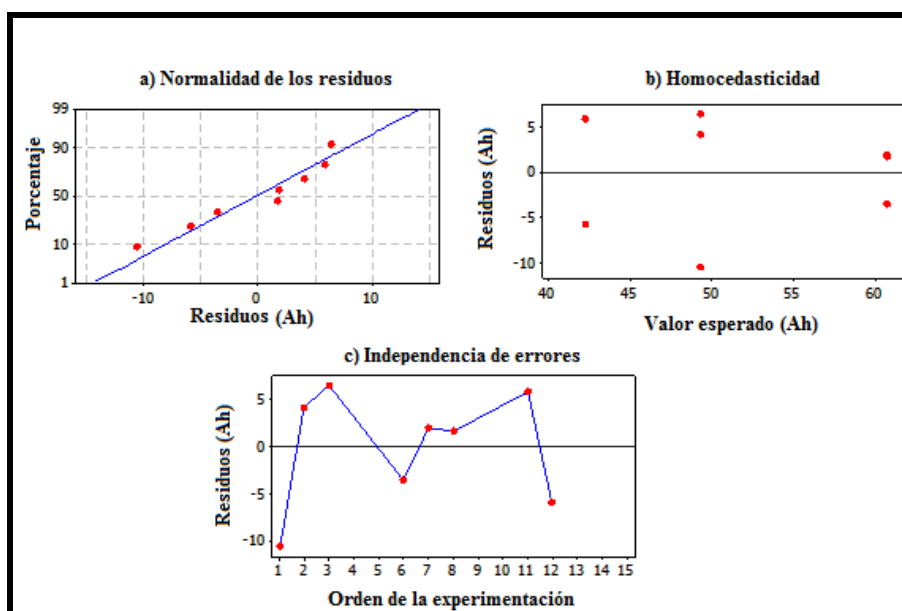 a) Normalidad de los residuos
Porcentaje
99
90
50
10
1
-10 0 10
Residuos (Ah)
b) Homocedasticidad
Residuos (Ah)
5
0
-5
-10
40 45 50 55 60
Valor esperado (Ah)
c) Independencia de errores
Residuos (Ah)
5
0
-5
-10
1 2 3 4 5 6 7 8 9 10 11 12 13 14 15
Orden de la experimentación